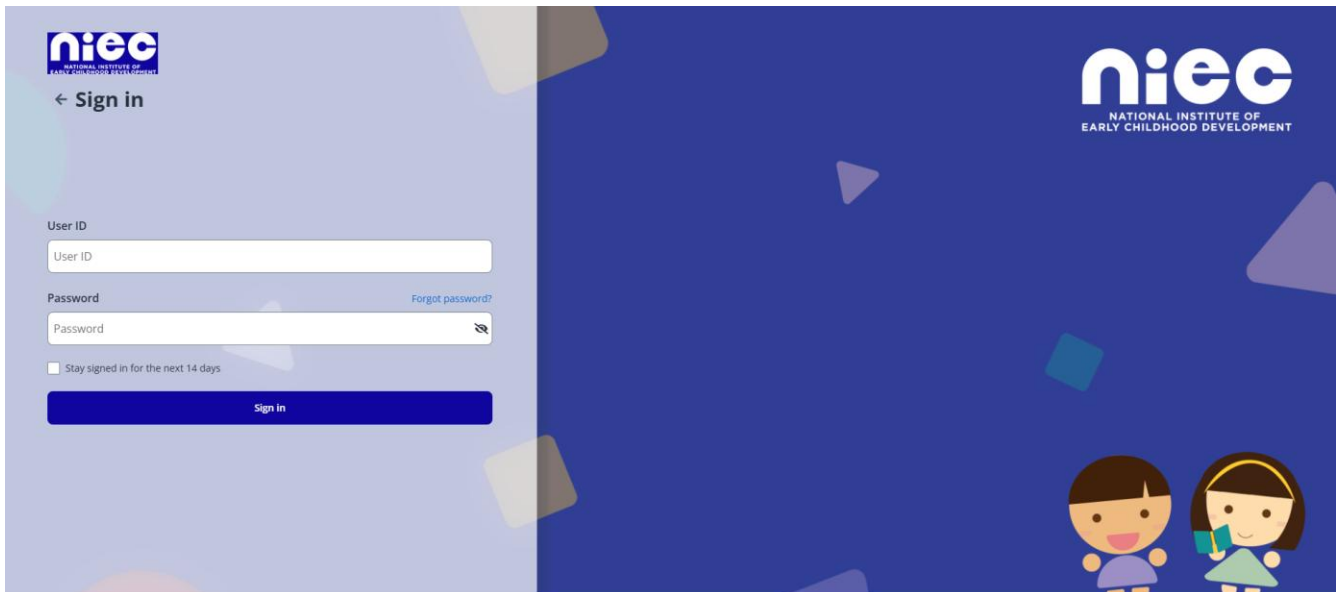 niec
NATIONAL INSTITUTE OF
EARLY CHILDHOOD DEVELOPMENT
← Sign in
User ID
User ID
Password
Forgot password?
Password
Stay signed in for the next 14 days
Sign in
niec
NATIONAL INSTITUTE OF
EARLY CHILDHOOD DEVELOPMENT